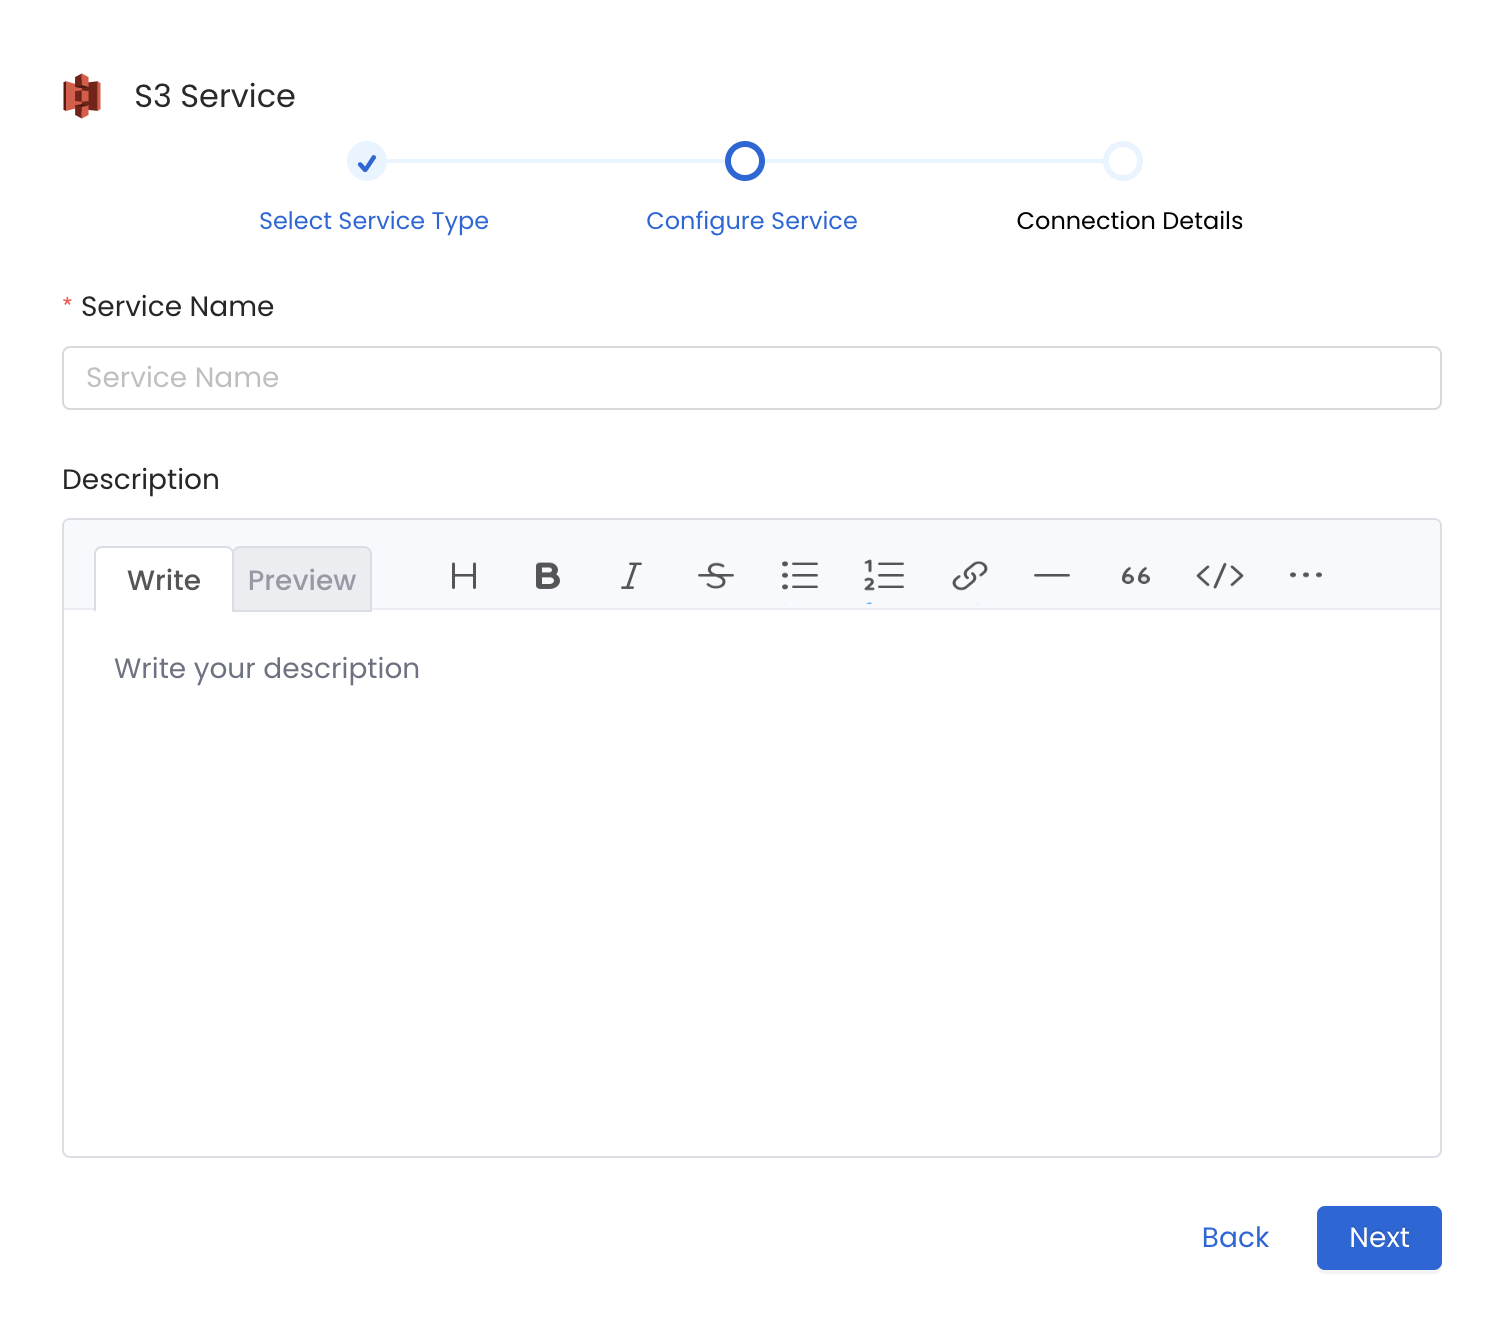 S3 Service
Select Service Type
Configure Service
Connection Details
* Service Name
Service Name
Description
Write
Preview
H B I S
66 </> ...
Write your description
Back
Next